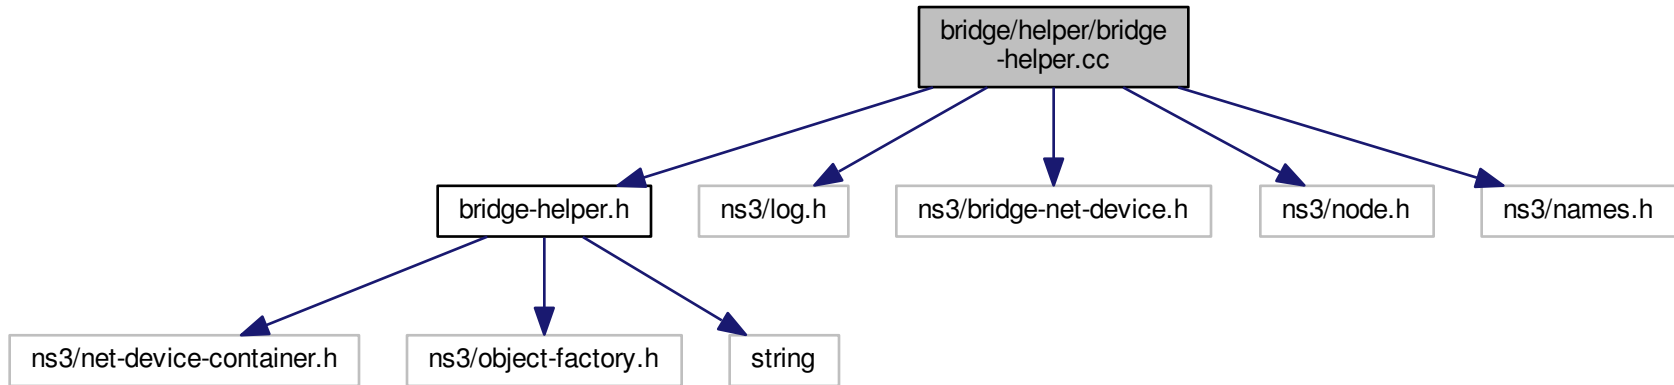 bridge/helper/bridge
-helper.cc
bridge-helper.h
ns3/log.h
ns3/bridge-net-device.h
ns3/node.h
ns3/names.h
ns3/net-device-container.h
ns3/object-factory.h
string